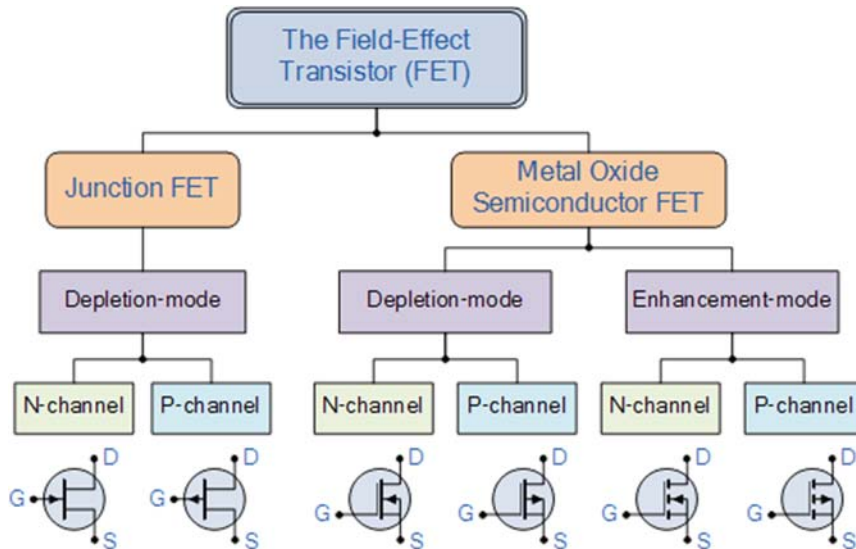 The Field-Effect
Transistor (FET)
Junction FET
Metal Oxide
Semiconductor FET
Depletion-mode
Depletion-mode
Enhancement-mode
N-channel
P-channel
N-channel
P-channel
N-channel
P-channel
D
D
D
D
D
D
G
G
G
G
G
G
S
S
S
S
S
S